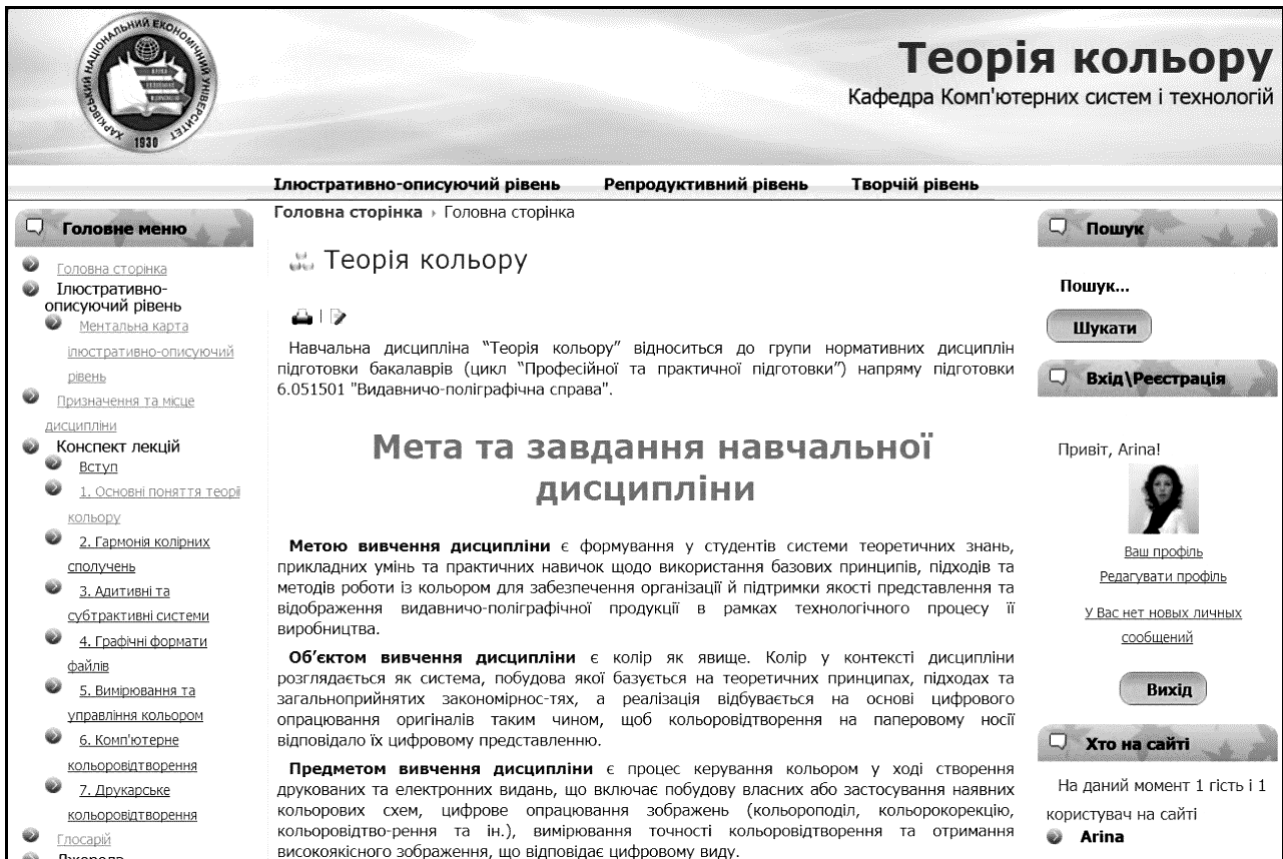 ХАРКІВСЬКИЙ НАЦІОНАЛЬНИЙ ЕКОНОМІЧНИЙ УНІВЕРСИТЕТ
1930
Теорія кольору
Кафедра Комп'ютерних систем і технологій
Ілюстративно-описуючий рівень
Репродуктивний рівень
Творчій рівень
Головне меню
Головна сторінка
Ілюстративно-
описуючий рівень
Ментальна карта
ілюстративно-описуючий
рівень
Призначення та місце
дисципліни
Конспект лекцій
Вступ
1. Основні поняття теорії
кольору
2. Гармонія колірних
сполучень
3. Адитивні та
субтрактивні системи
4. Графічні формати
файлів
5. Вимірювання та
управління кольором
6. Комп'ютерне
кольоровідтворення
7. Друкарське
кольоровідтворення
Глосарій
Джерела
Головна сторінка › Головна сторінка
Теорія кольору
Навчальна дисципліна “Теорія кольору” відноситься до групи нормативних дисциплін
підготовки бакалаврів (цикл “Професійної та практичної підготовки”) напряму підготовки
6.051501 "Видавничо-поліграфічна справа".
Мета та завдання навчальної
дисципліни
Метою вивчення дисципліни є формування у студентів системи теоретичних знань,
прикладних умінь та практичних навичок щодо використання базових принципів, підходів та
методів роботи із кольором для забезпечення організації й підтримки якості представлення та
відображення видавничо-поліграфічної продукції в рамках технологічного процесу її
виробництва.
Об’єктом вивчення дисципліни є колір як явище. Колір у контексті дисципліни
розглядається як система, побудова якої базується на теоретичних принципах, підходах та
загальноприйнятих закономірнос-тях, а реалізація відбувається на основі цифрового
опрацювання оригіналів таким чином, щоб кольоровідтворення на паперовому носії
відповідало їх цифровому представленню.
Предметом вивчення дисципліни є процес керування кольором у ході створення
друкованих та електронних видань, що включає побудову власних або застосування наявних
кольорових схем, цифрове опрацювання зображень (кольороподіл, кольорокорекцію,
кольоровідтво-рення та ін.), вимірювання точності кольоровідтворення та отримання
високоякісного зображення, що відповідає цифровому виду.
Пошук
Пошук...
Шукати
Вхід\Реєстрація
Привіт, Arina!
Ваш профіль
Редагувати профіль
У Вас нет новых личных
сообщений
Вихід
Хто на сайті
На даний момент 1 гість і 1
користувач на сайті
Arina